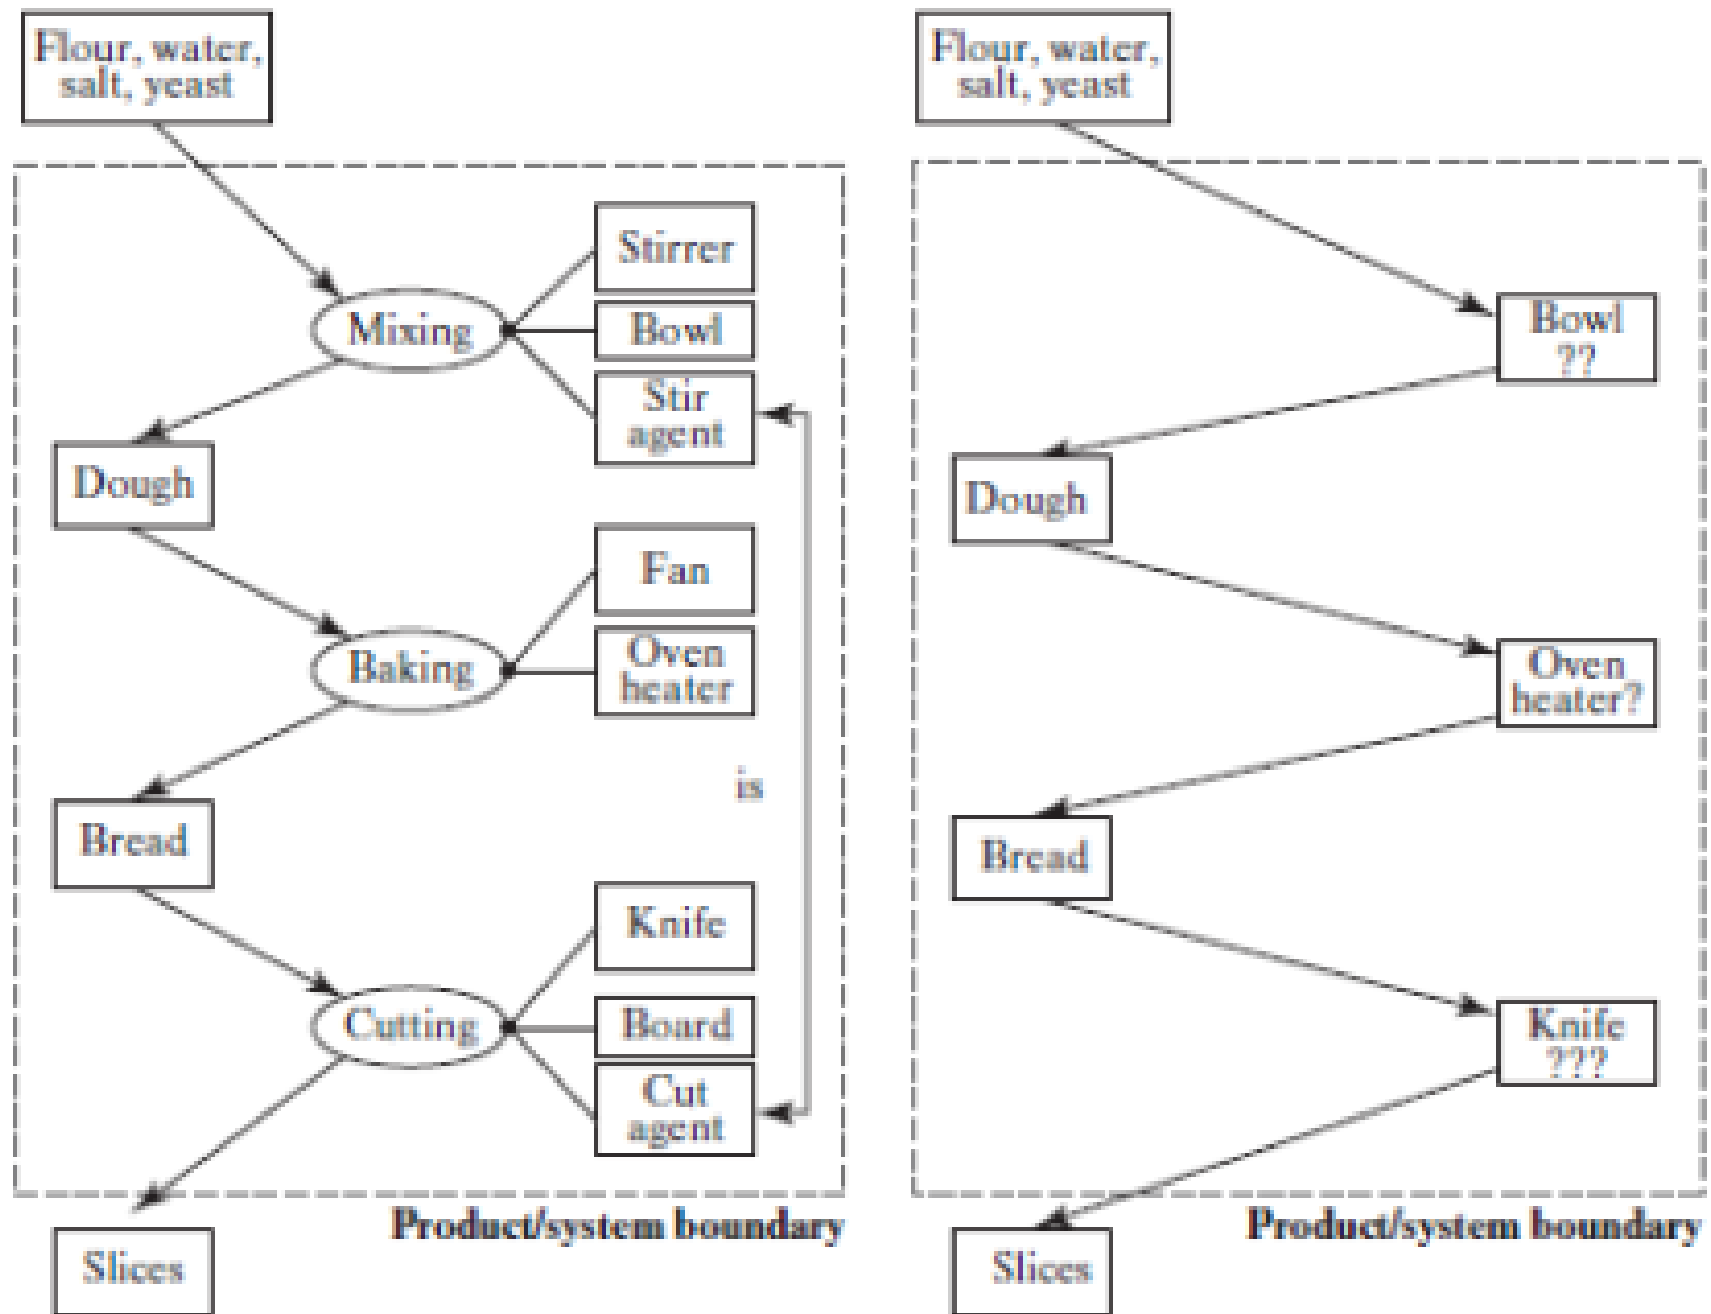 Flour, water,
salt, yeast
Stirrer
Mixing
Bowl
Stir
agent
Dough
Fan
Baking
Oven
heater
is
Bread
Knife
Cutting
Board
Cut
agent
Product/system boundary
Slices
Flour, water,
salt, yeast
Bowl
??
Dough
Oven
heater?
Bread
Knife
???
Product/system boundary
Slices